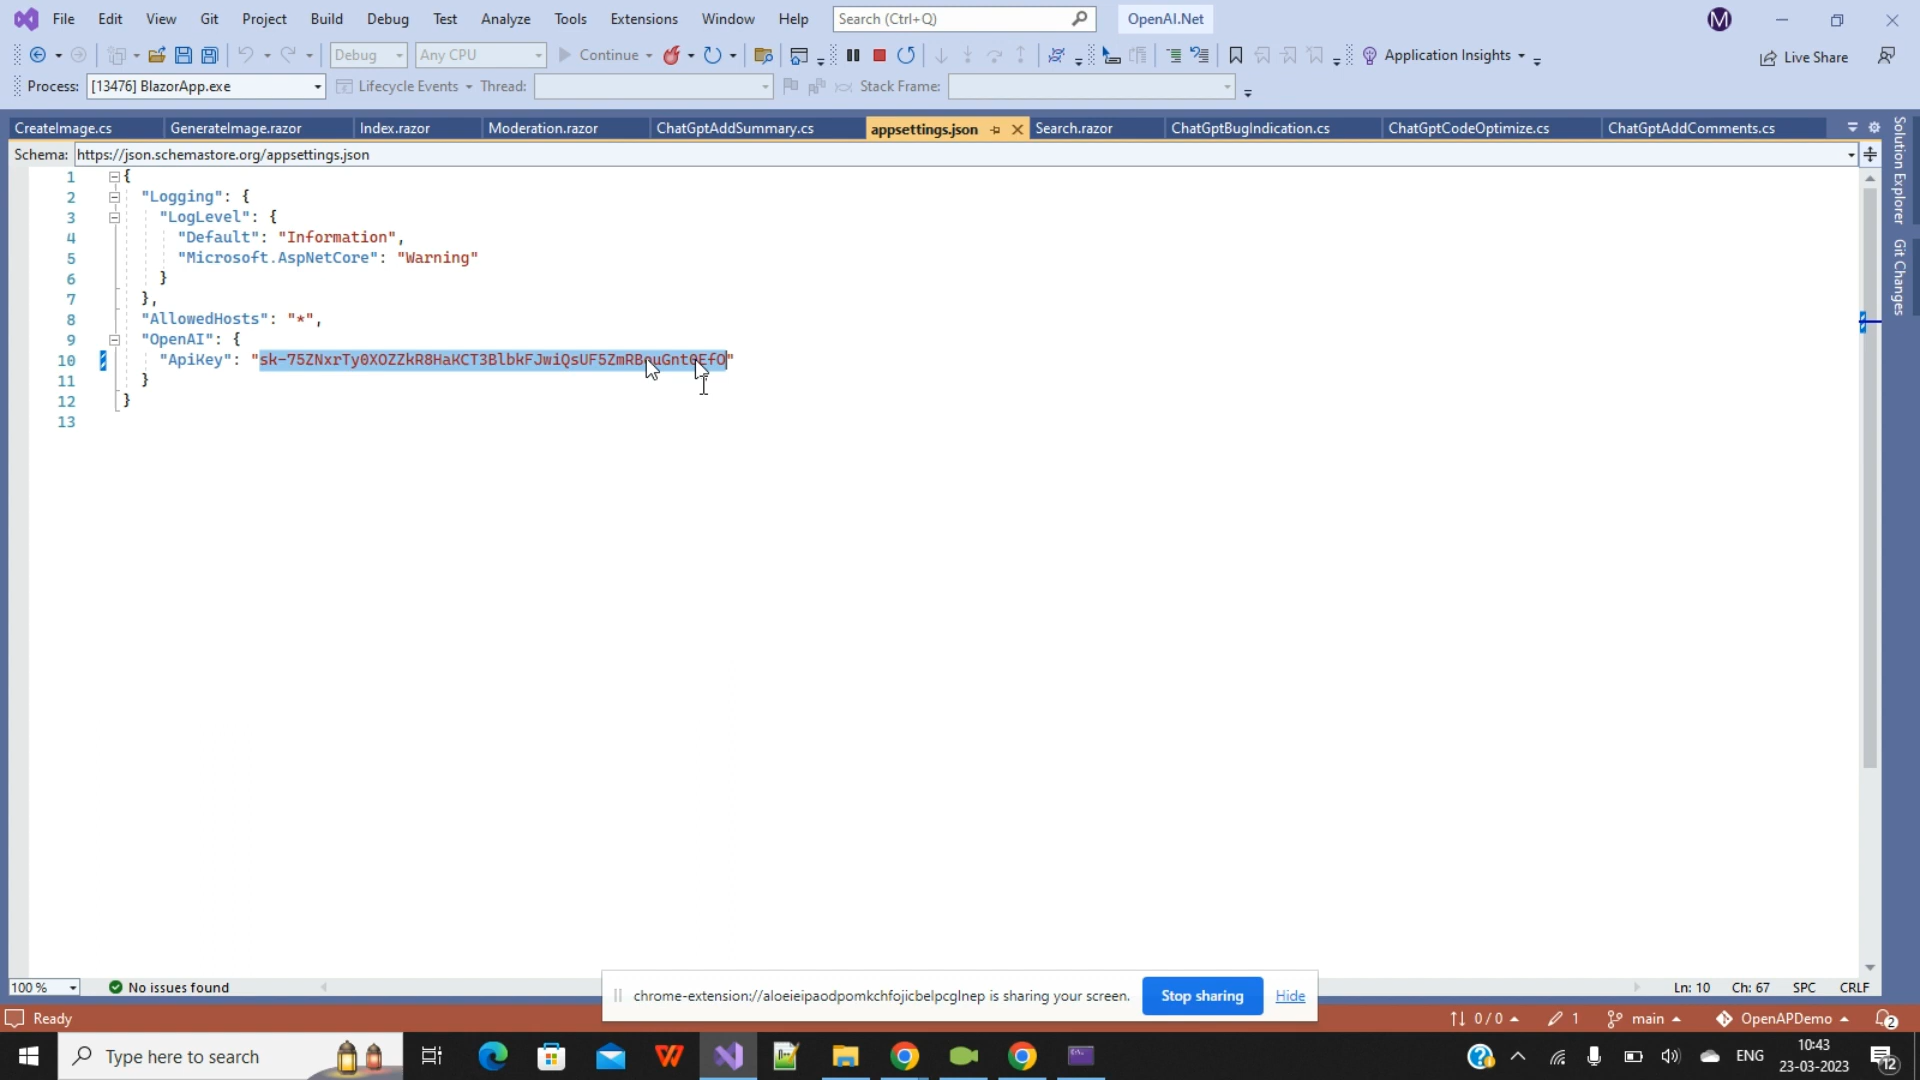 File Edit View Git Project Build Debug Test Analyze Tools Extensions Window Help Search (Ctrl+Q) OpenAI.Net M
Debug Any CPU Continue Application Insights Live Share
Process: [13476] BlazorApp.exe Lifecycle Events Thread: Stack Frame:
CreateImage.cs GenerateImage.razor Index.razor Moderation.razor ChatGptAddSummary.cs appsettings.json Search.razor ChatGptBugIndication.cs ChatGptCodeOptimize.cs ChatGptAddComments.cs
Schema: https://json.schemastore.org/appsettings.json
1 {
2 "Logging": {
3 "LogLevel": {
4 "Default": "Information",
5 "Microsoft.AspNetCore": "Warning"
6 }
7 },
8 "AllowedHosts": "*",
9 "OpenAI": {
10 "ApiKey":
11 }
12 }
13
Solution Explorer
Git Changes
100 % No issues found Ln: 10 Ch: 67 SPC CRLF
chrome-extension://aloeieipaodpomkchfojicbelpcglnep is sharing your screen. Stop sharing Hide
Ready 0 / 0 1 main OpenAPDemo 2
Type here to search ENG 10:43
23-03-2023 12